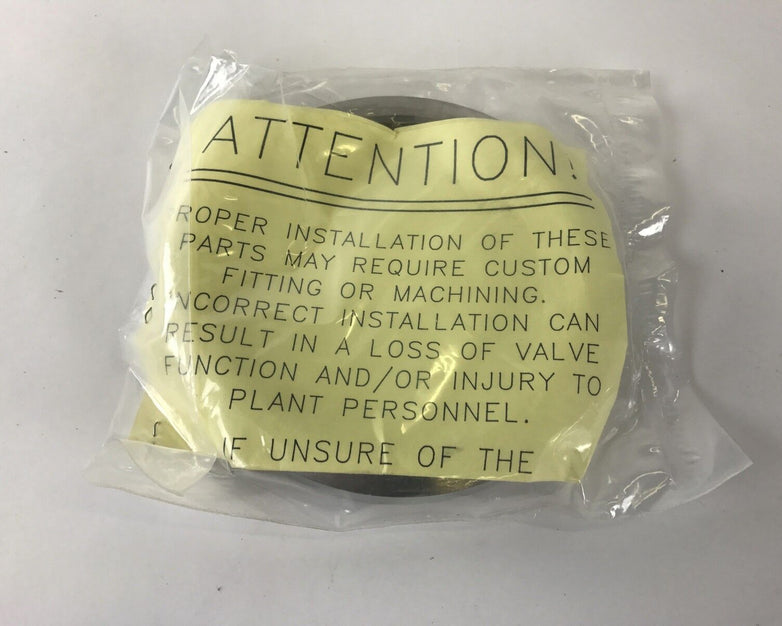 ATTENTION!
ROPER INSTALLATION OF THESE
PARTS MAY REQUIRE CUSTOM
FITTING OR MACHINING.
NCORRECT INSTALLATION CAN
RESULT IN A LOSS OF VALVE
FUNCTION AND/OR INJURY TO
PLANT PERSONNEL.
IF UNSURE OF THE